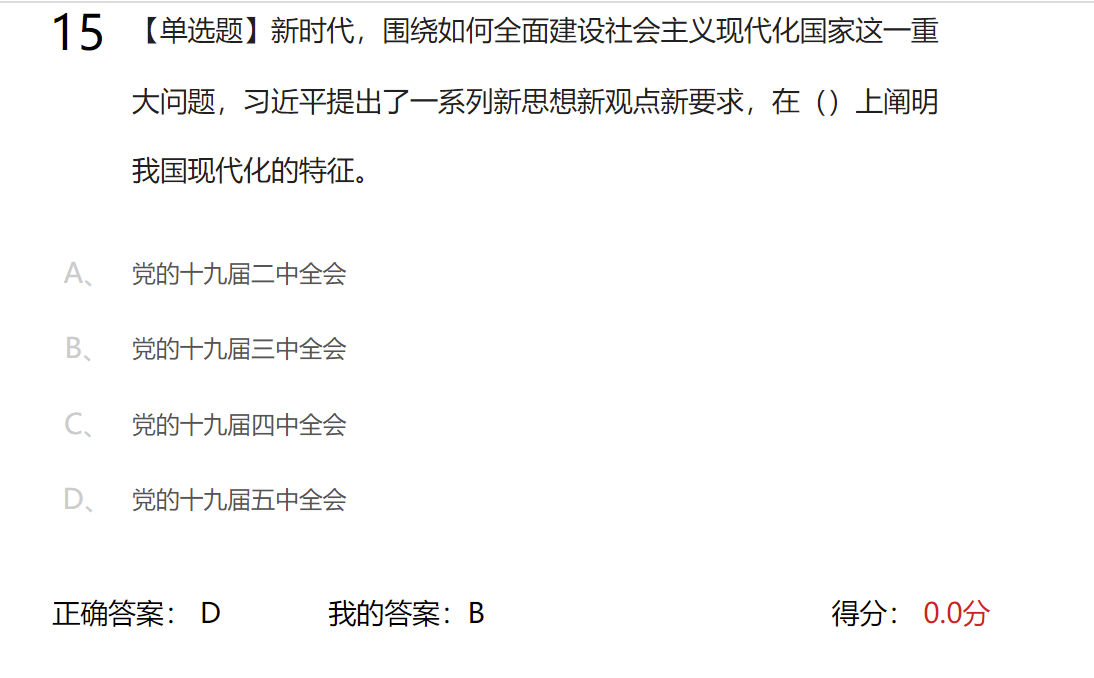 15 【单选题】新时代，围绕如何全面建设社会主义现代化国家这一重
大问题，习近平提出了一系列新思想新观点新要求，在（）上阐明
我国现代化的特征。
A、 党的十九届二中全会
B、 党的十九届三中全会
C、 党的十九届四中全会
D、 党的十九届五中全会
正确答案： D 我的答案：B 得分： 0.0分